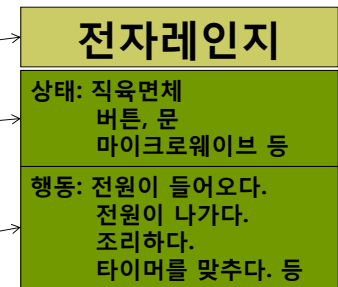 전자레인지
상태: 직육면체
버튼, 문
마이크로웨이브 등
행동: 전원이 들어오다.
전원이 나가다.
조리하다.
타이머를 맞추다. 등